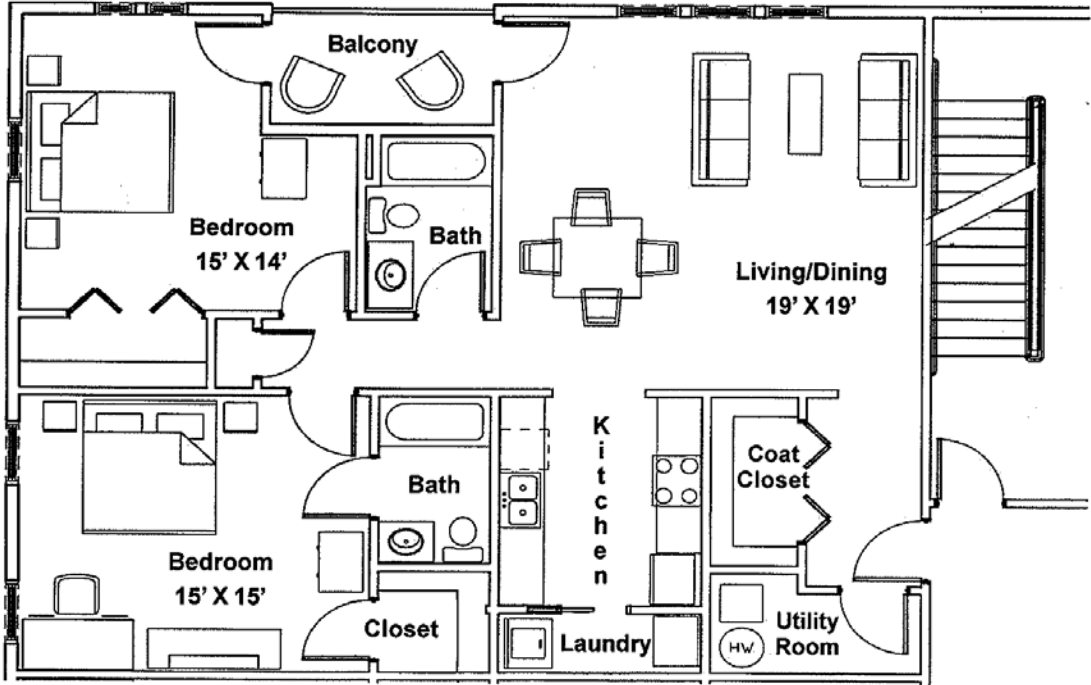 Balcony
Bedroom
15’ X 14’
Bath
Living/Dining
19’ X 19’
Kitchen
Coat
Closet
Bath
Bedroom
15’ X 15’
Closet
Laundry
Utility
Room
HW